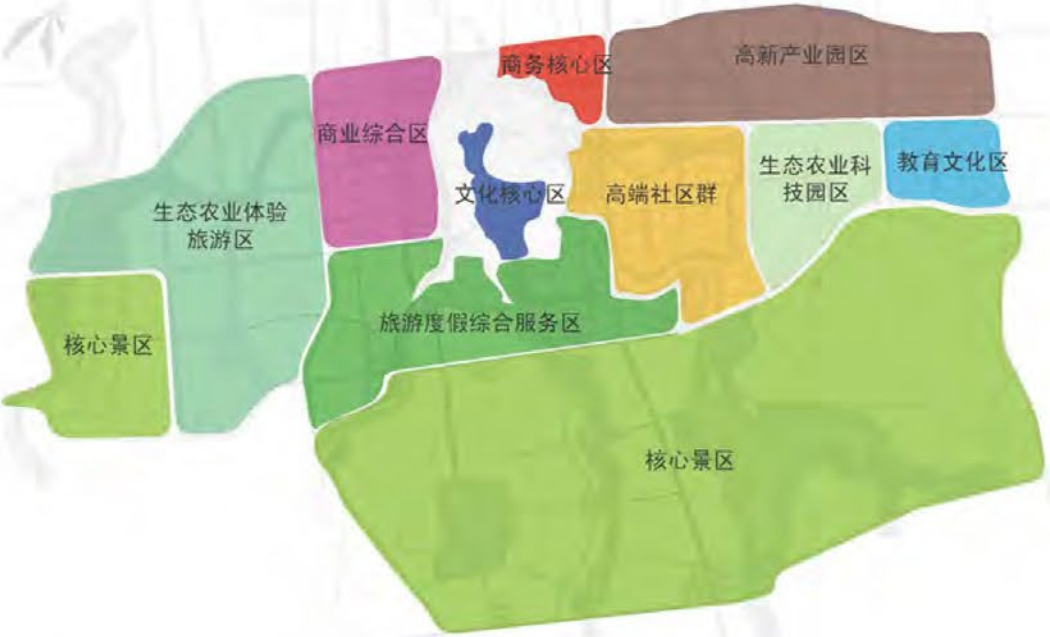 商务核心区
高新产业园区
商业综合区
生态农业科
技园区
教育文化区
文化核心区
高端社区群
生态农业体验
旅游区
旅游度假综合服务区
核心景区
核心景区